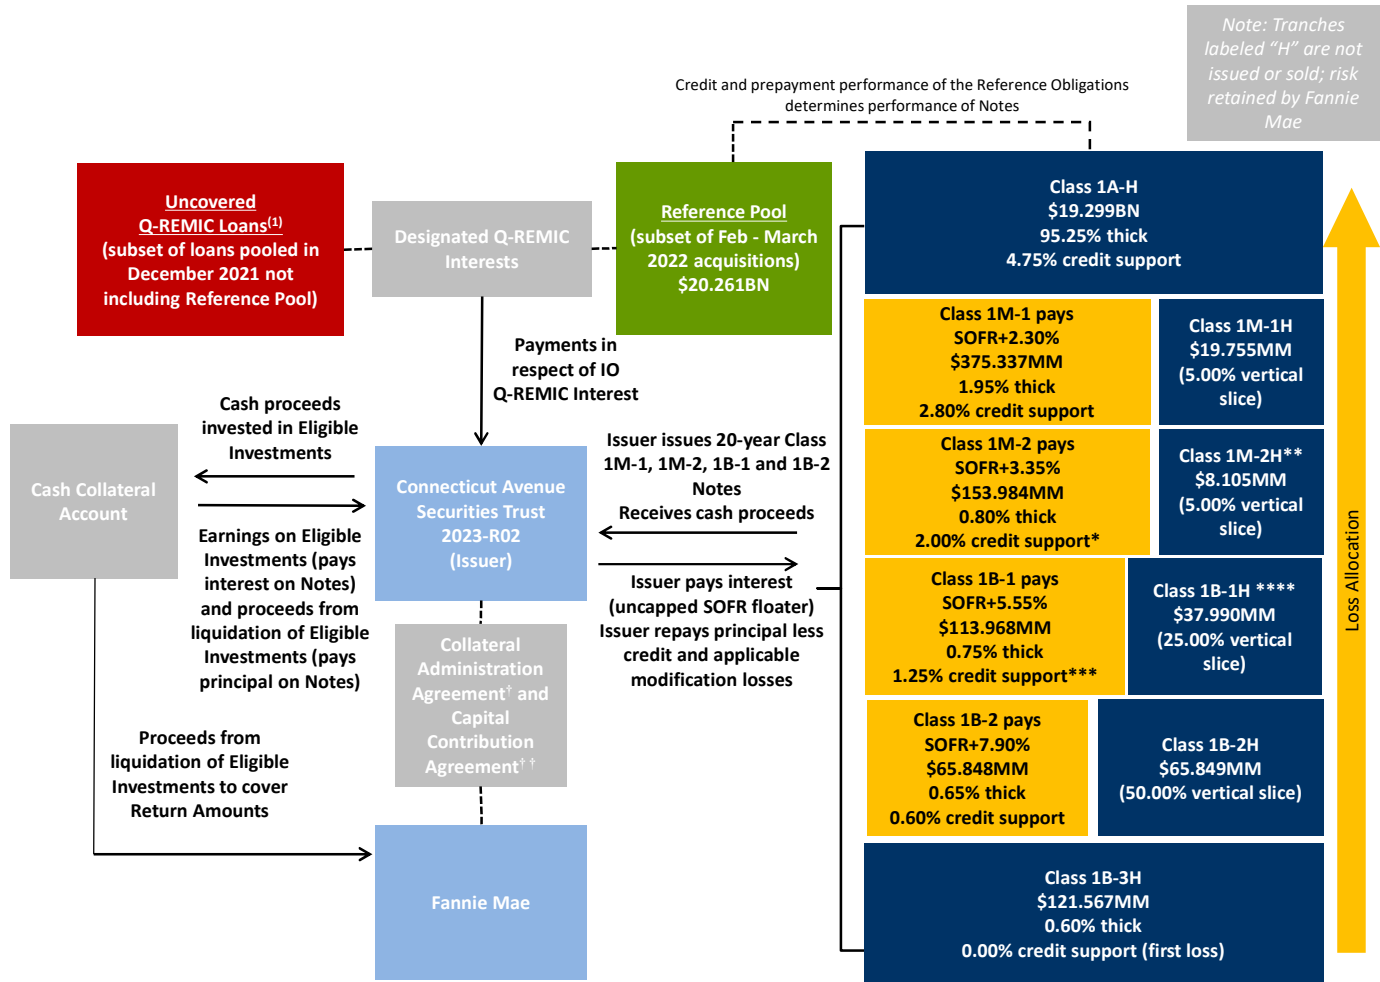 Note: Tranches
labeled “H” are not
issued or sold; risk
retained by Fannie
Mae
Credit and prepayment performance of the Reference Obligations
determines performance of Notes
Uncovered
Q-REMIC Loans(1)
(subset of loans pooled in
December 2021 not
including Reference Pool)
Designated Q-REMIC
Interests
Reference Pool
(subset of Feb - March
2022 acquisitions)
$20.261BN
Class 1A-H
$19.299BN
95.25% thick
4.75% credit support
Payments in
respect of IO
Q-REMIC Interest
Class 1M-1 pays
SOFR+2.30%
$375.337MM
1.95% thick
2.80% credit support
Class 1M-1H
$19.755MM
(5.00% vertical
slice)
Cash proceeds
invested in Eligible
Investments
Cash Collateral
Account
Connecticut Avenue
Securities Trust
2023-R02
(Issuer)
Issuer issues 20-year Class
1M-1, 1M-2, 1B-1 and 1B-2
Notes
Receives cash proceeds
Class 1M-2 pays
SOFR+3.35%
$153.984MM
0.80% thick
2.00% credit support*
Class 1M-2H**
$8.105MM
(5.00% vertical
slice)
Earnings on Eligible
Investments (pays
interest on Notes)
and proceeds from
liquidation of Eligible
Investments (pays
principal on Notes)
Issuer pays interest
(uncapped SOFR floater)
Issuer repays principal less
credit and applicable
modification losses
Class 1B-1 pays
SOFR+5.55%
$113.968MM
0.75% thick
1.25% credit support***
Class 1B-1H ****
$37.990MM
(25.00% vertical
slice)
Loss Allocation
Collateral
Administration
Agreement† and
Capital
Contribution
Agreement† †
Class 1B-2 pays
SOFR+7.90%
$65.848MM
0.65% thick
0.60% credit support
Class 1B-2H
$65.849MM
(50.00% vertical slice)
Proceeds from
liquidation of Eligible
Investments to cover
Return Amounts
Fannie Mae
Class 1B-3H
$121.567MM
0.60% thick
0.00% credit support (first loss)